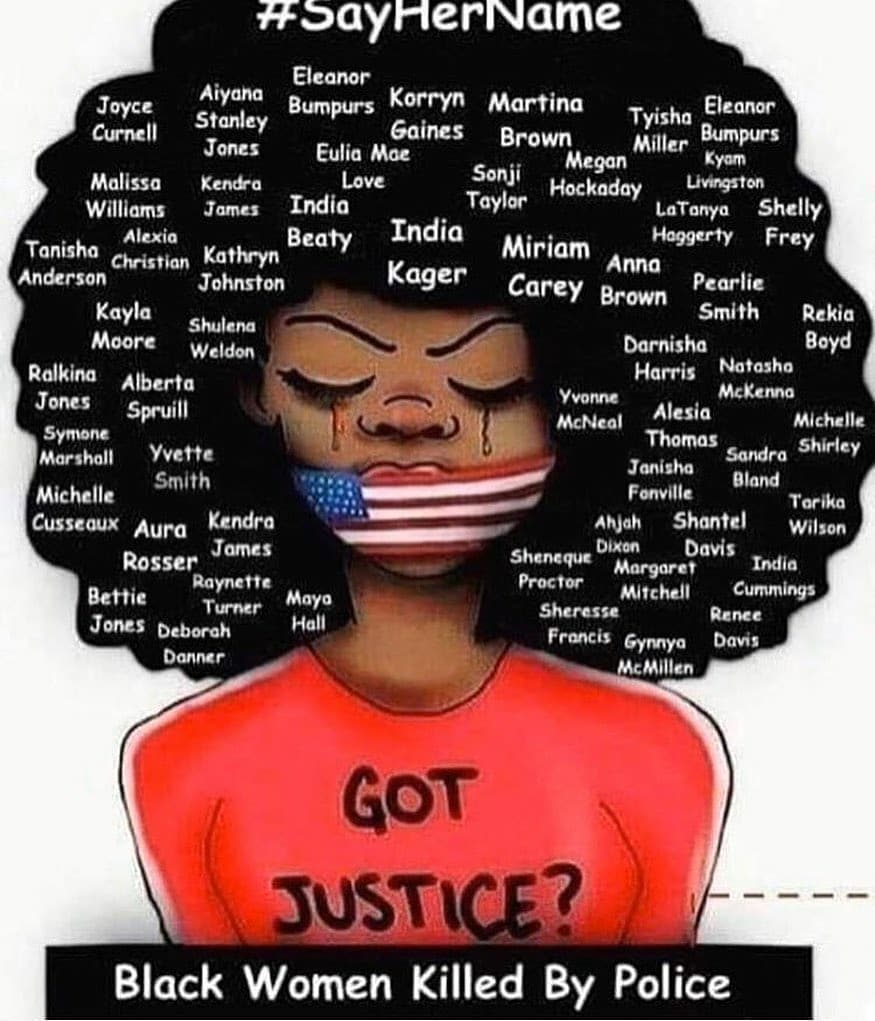 #SayHerName
Joyce
Curnell
Aiyana
Stanley
Jones
Eleanor
Bumpurs
Korryn
Gaines
Martina
Brown
Tyisha
Miller
Eleanor
Bumpurs
Kyam
Livingston
Eulia Mae
Love
Sonji
Taylor
Megan
Hockaday
Malissa
Williams
Kendra
James
India
Beaty
India
Kager
LaTanya
Haggerty
Shelly
Frey
Tanisha
Anderson
Alexia
Christian
Kathryn
Johnston
Miriam
Carey
Anna
Brown
Pearlie
Smith
Rekia
Boyd
Kayla
Moore
Shulena
Weldon
Darnisha
Harris
Natasha
McKenna
Ralkina
Jones
Alberta
Spruill
Yvonne
McNeal
Alesia
Thomas
Michelle
Shirley
Symone
Marshall
Yvette
Smith
Janisha
Fonville
Sandra
Bland
Michelle
Cusseaux
Aura
Rosser
Kendra
James
Ahjah
Dixon
Shantel
Davis
Tarika
Wilson
Sheneque
Proctor
Margaret
Mitchell
India
Cummings
Bettie
Jones
Raynette
Turner
Maya
Hall
Deborah
Danner
Sheresse
Francis
Gynnya
McMillen
Renee
Davis
GOT
JUSTICE?
Black Women Killed By Police